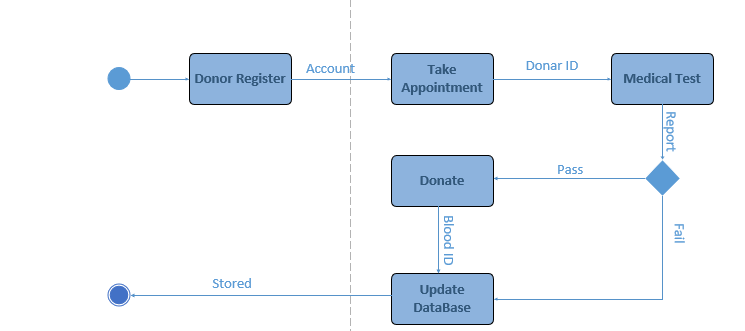 Donor Register
Account
Take
Appointment
Donar ID
Medical Test
Report
Donate
Pass
Blood ID
Fail
Stored
Update
DataBase